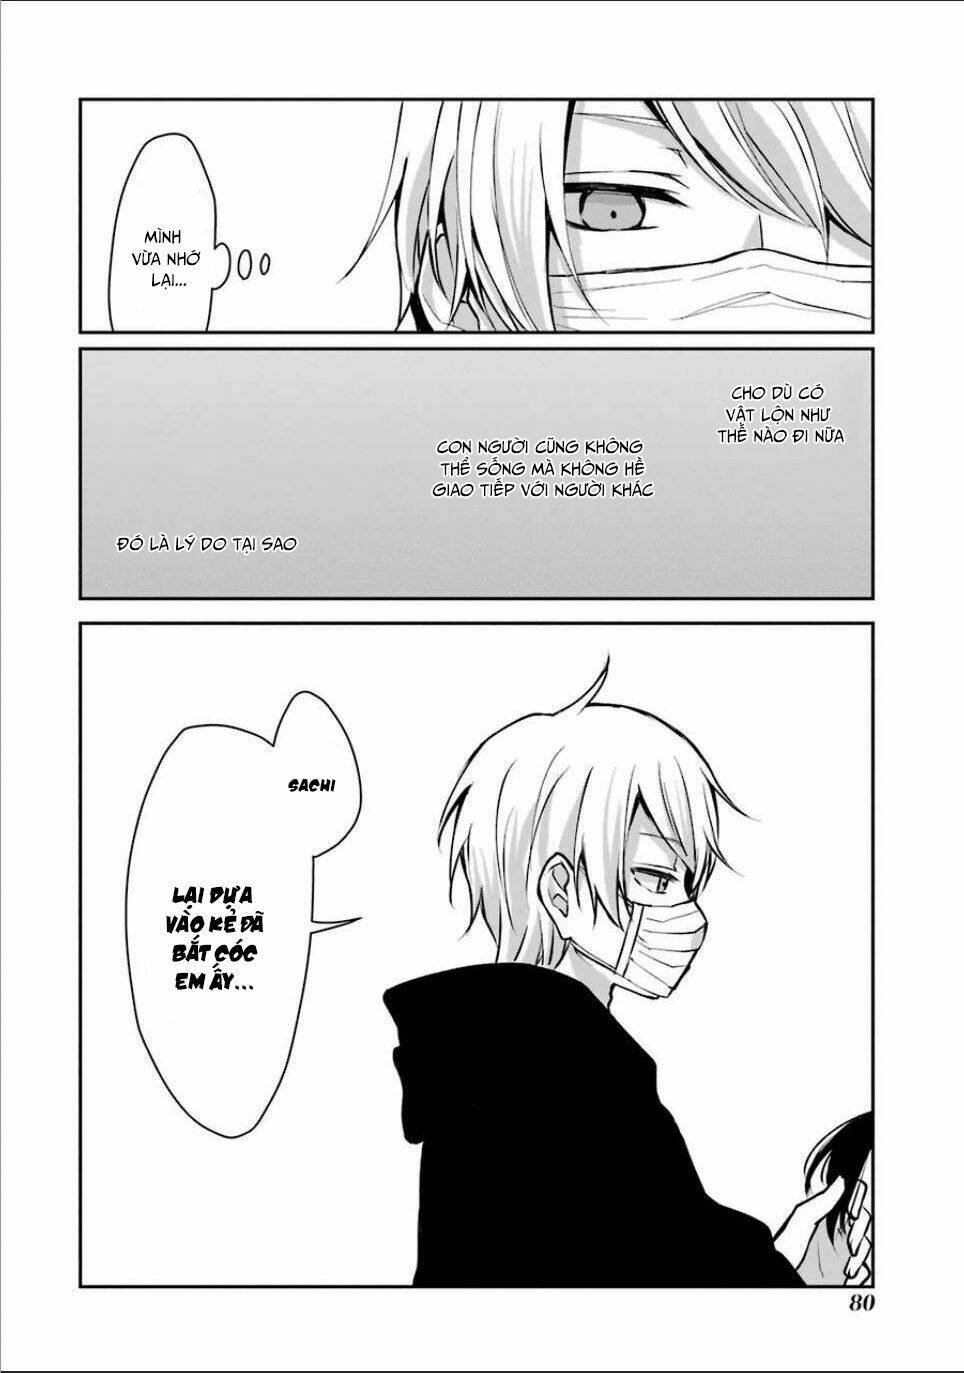 MÌNH
VỪA NHỚ
LẠI...
CHO DÙ CÓ
VẬT LỘN NHƯ
THẾ NÀO ĐI NỮA
CON NGƯỜI CŨNG KHÔNG
THỂ SỐNG MÀ KHÔNG HỀ
GIAO TIẾP VỚI NGƯỜI KHÁC
ĐÓ LÀ LÝ DO TẠI SAO
SACHI
LẠI DỰA
VÀO KẺ ĐÃ
BẮT CÓC
EM ẤY...
80